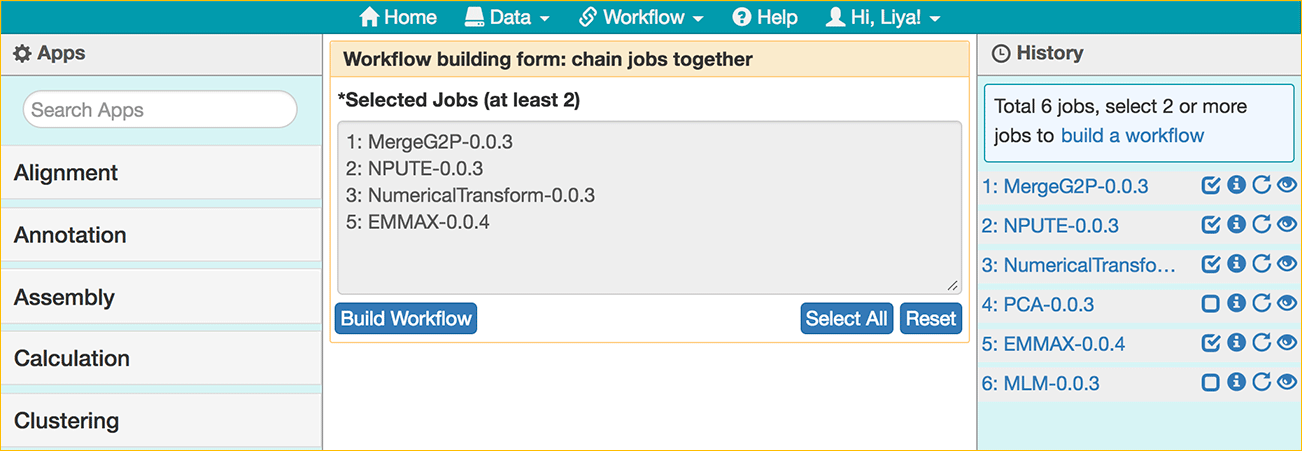 Home Data Workflow Help Hi, Liya!
Apps
Search Apps
Alignment
Annotation
Assembly
Calculation
Clustering
Workflow building form: chain jobs together
*Selected Jobs (at least 2)
1: MergeG2P-0.0.3
2: NPUTE-0.0.3
3: NumericalTransform-0.0.3
5: EMMAX-0.0.4
Build Workflow Select All Reset
History
Total 6 jobs, select 2 or more
jobs to build a workflow
1: MergeG2P-0.0.3
2: NPUTE-0.0.3
3: NumericalTransfo...
4: PCA-0.0.3
5: EMMAX-0.0.4
6: MLM-0.0.3